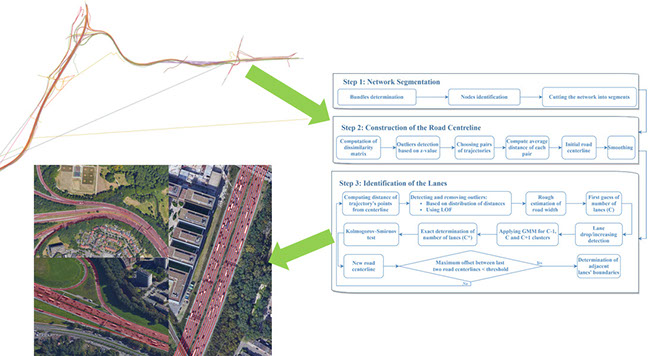 Step 1: Network Segmentation
Bundles determination
Nodes identification
Cutting the network into segments
Step 2: Construction of the Road Centreline
Computation of
dissimilarity
matrix
Outliers detection
based on z-value
Choosing pairs
of trajectories
Compute average
distance of each
pair
Initial road
centerline
Smoothing
Step 3: Identification of the Lanes
Computing distance of
trajectory's points
from centerline
Detecting and removing outliers:
• Based on distribution of distances
• Using LOF
Rough
estimation of
road width
First guess of
number of
lanes (C)
Kolmogorov-Smirnov
test
Exact determination of
number of lanes (C*)
Applying GMM for C-1,
C and C+1 clusters
Lane
drop/increasing
detection
New road
centerline
Maximum offset between last
two road centerlines < threshold
Yes
Determination of
adjacent
lanes' boundaries
No